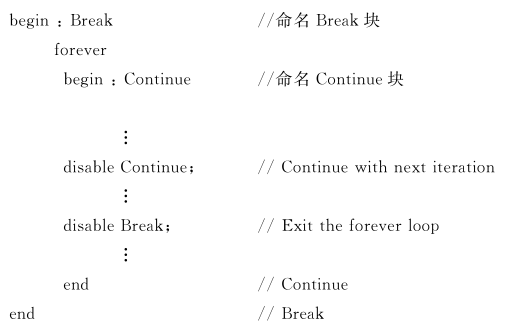 begin : Break //命名 Break 块
forever
begin : Continue //命名 Continue 块
⋮
disable Continue; // Continue with next iteration
⋮
disable Break; // Exit the forever loop
⋮
end // Continue
end // Break